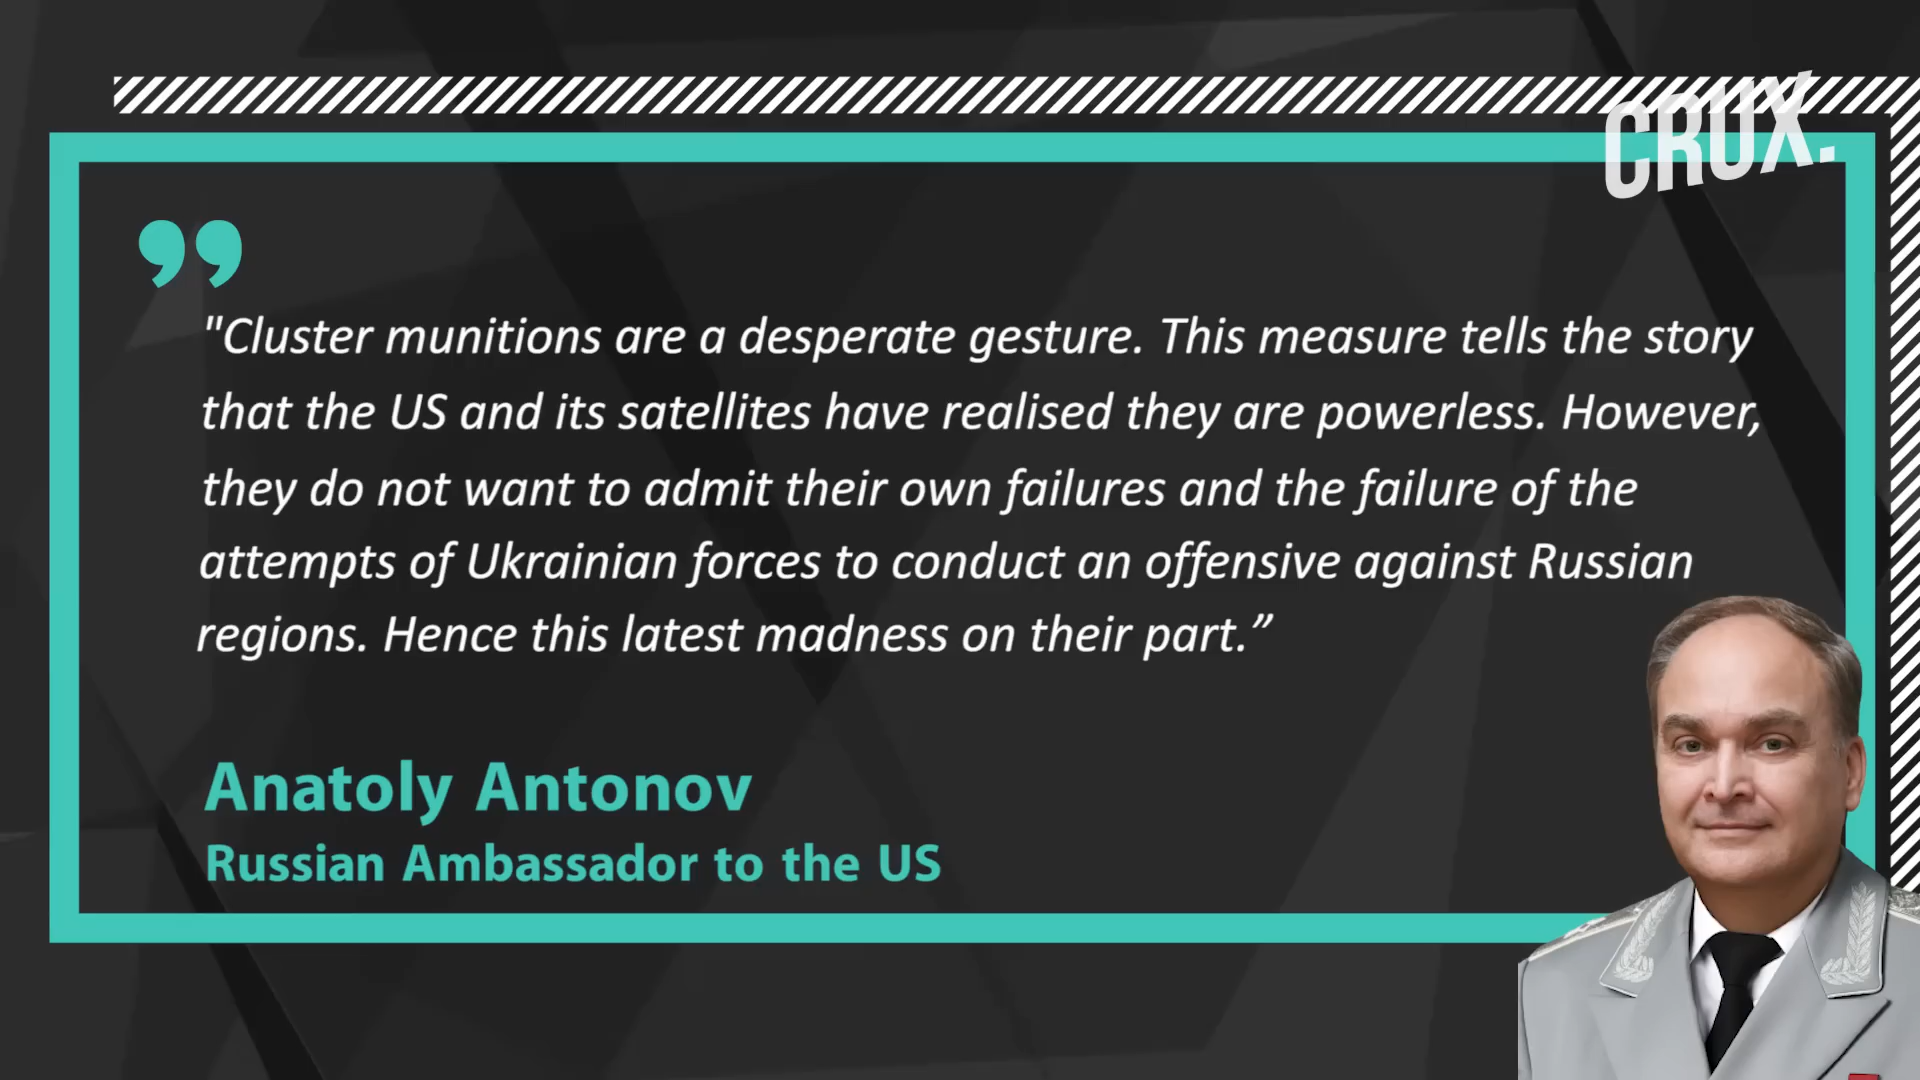 CRUX.
"Cluster munitions are a desperate gesture. This measure tells the story
that the US and its satellites have realised they are powerless. However,
they do not want to admit their own failures and the failure of the
attempts of Ukrainian forces to conduct an offensive against Russian
regions. Hence this latest madness on their part.”
Anatoly Antonov
Russian Ambassador to the US